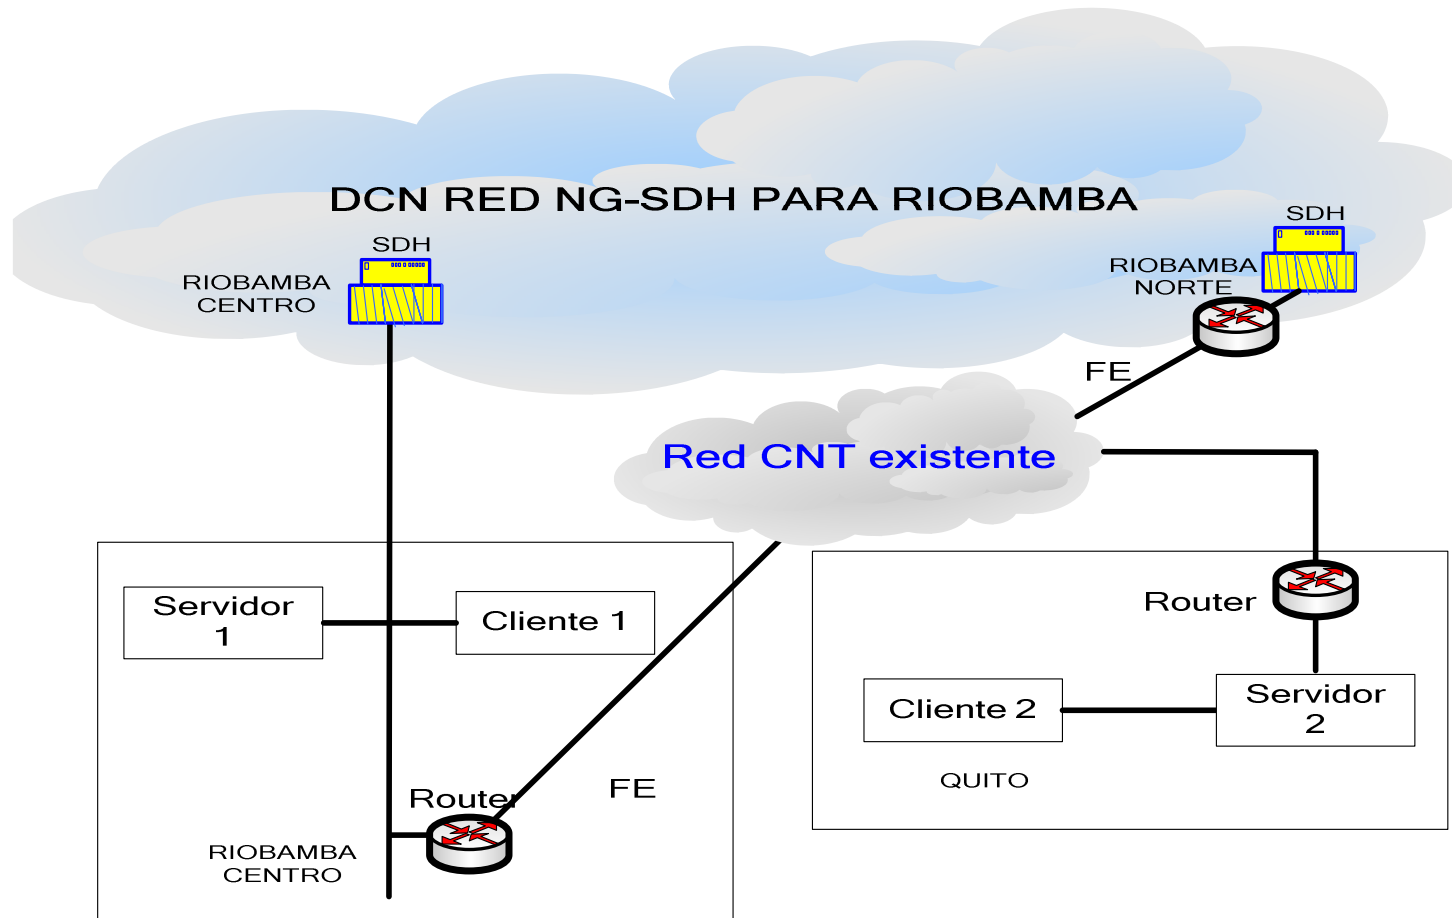 DCN RED NG-SDH PARA RIOBAMBA
SDH
SDH
RIOBAMBA
CENTRO
RIOBAMBA
NORTE
FE
Red CNT existente
Servidor
1
Cliente 1
Router
Cliente 2
Servidor
2
QUITO
Router
FE
RIOBAMBA
CENTRO